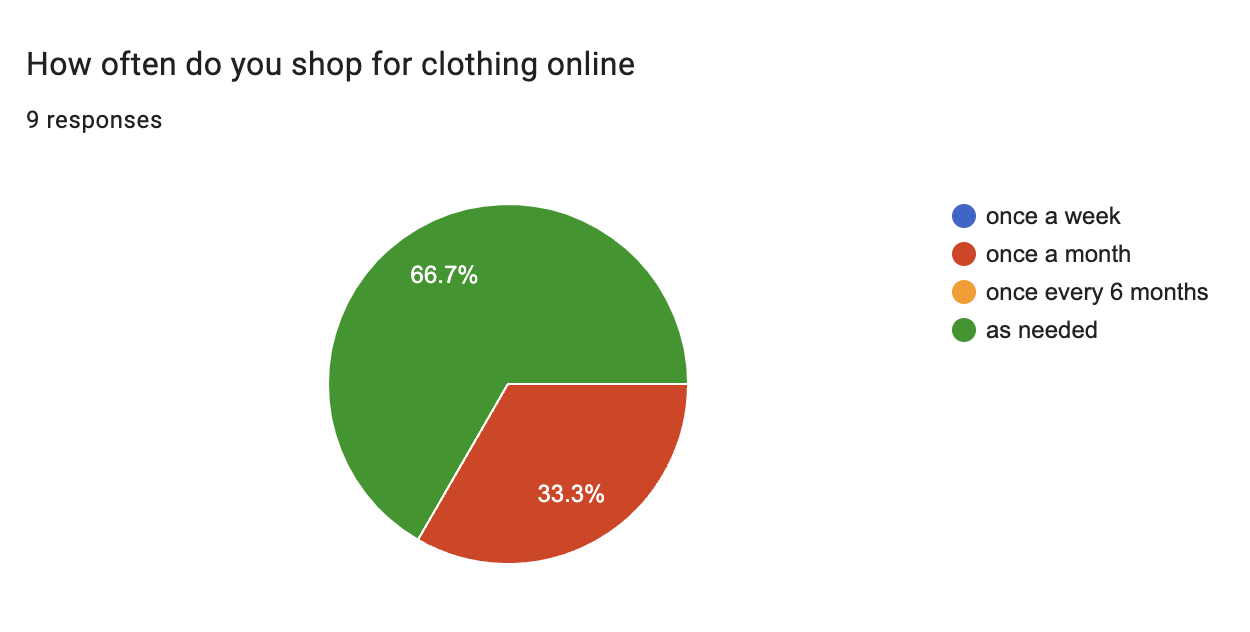 How often do you shop for clothing online
9 responses
66.7%
33.3%
once a week
once a month
once every 6 months
as needed